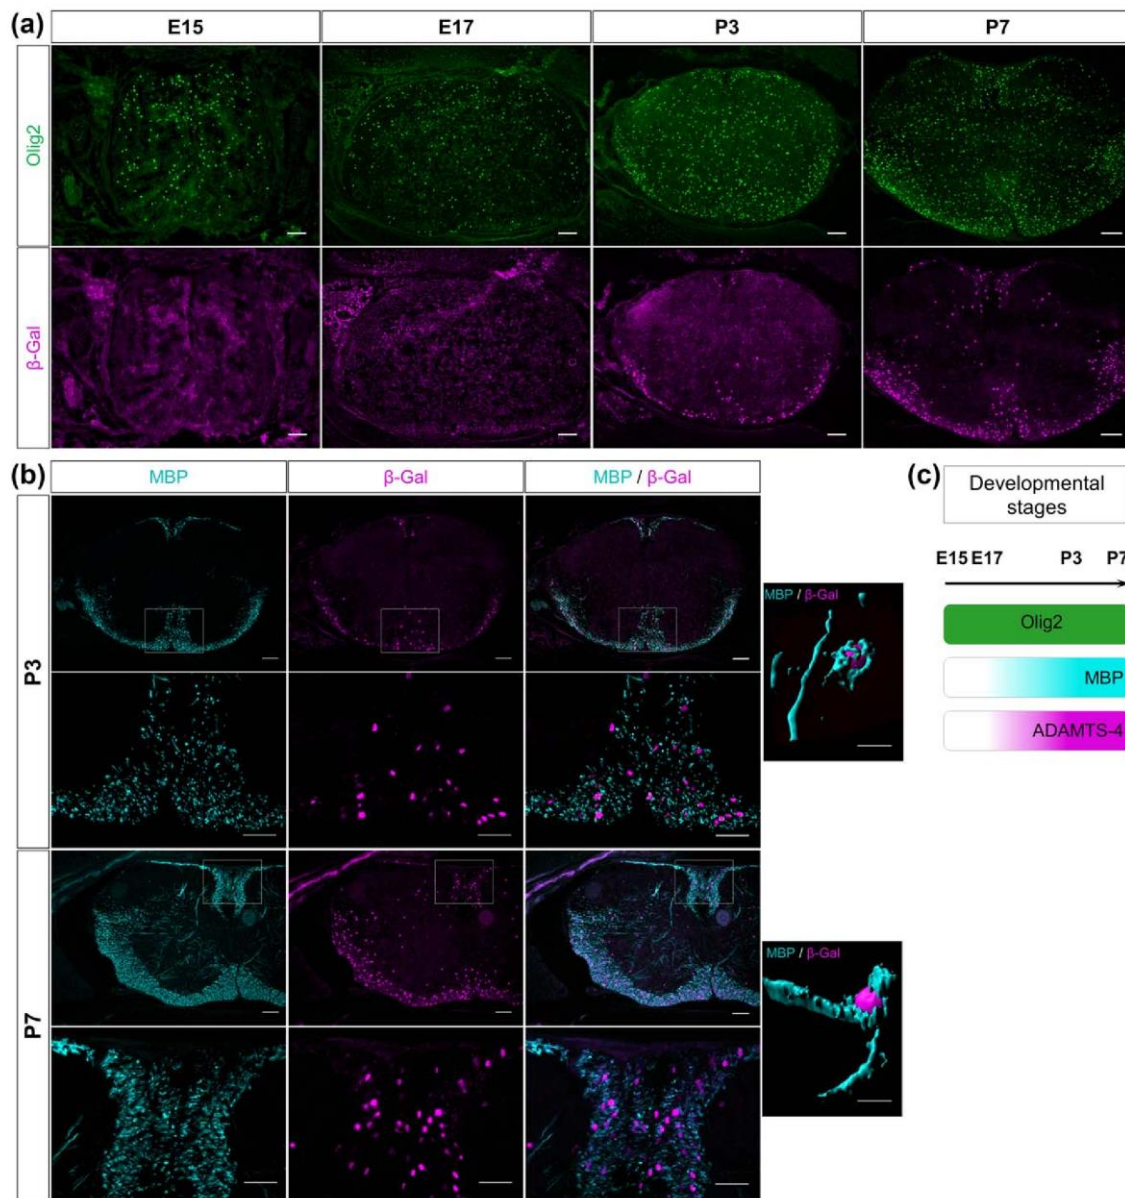 (a)
E15 E17 P3 P7
Olig2
β-Gal
(b)
MBP β-Gal MBP / β-Gal
P3
MBP / β-Gal
P7
MBP / β-Gal
(c)
Developmental
stages
E15 E17 P3 P7
Olig2
MBP
ADAMTS-4